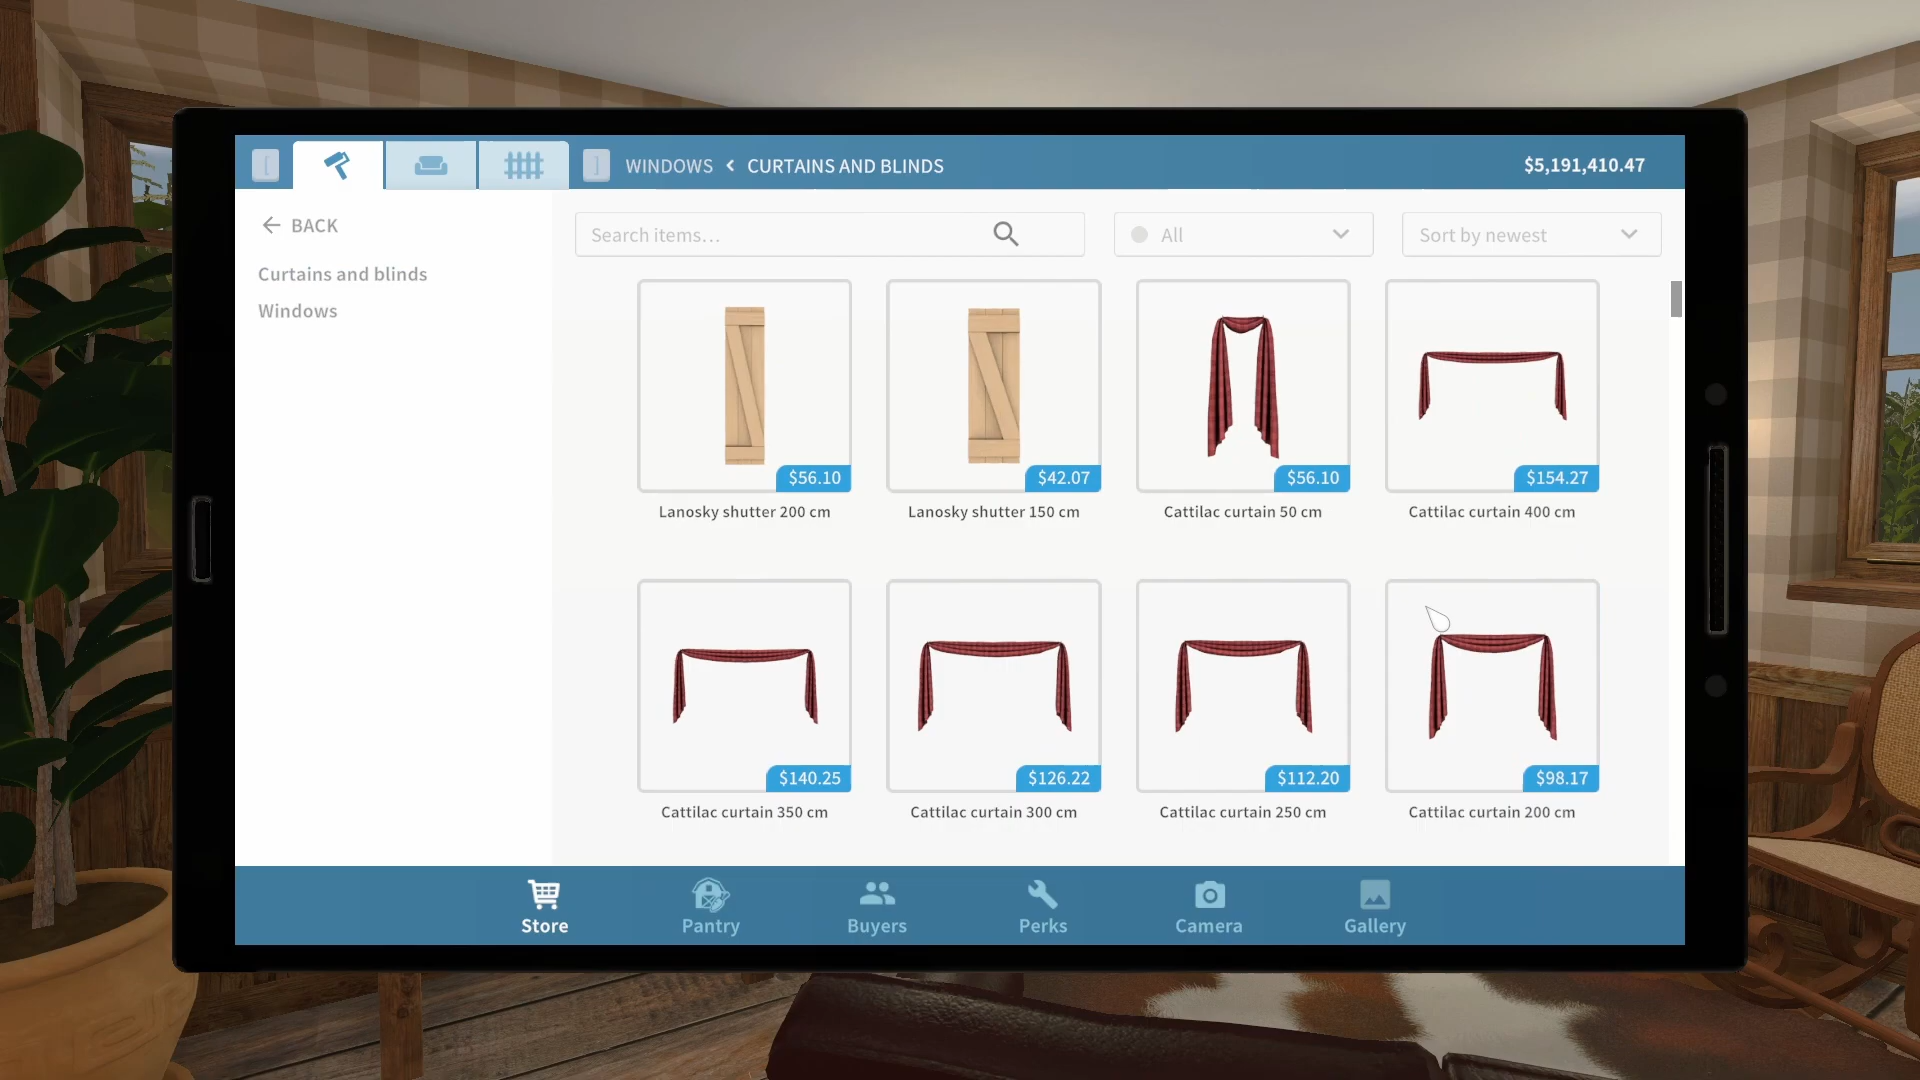 [
]
WINDOWS < CURTAINS AND BLINDS
$5,191,410.47
BACK
Curtains and blinds
Windows
Search items...
All
Sort by newest
$56.10
$42.07
$56.10
$154.27
Lanosky shutter 200 cm
Lanosky shutter 150 cm
Cattilac curtain 50 cm
Cattilac curtain 400 cm
$140.25
$126.22
$112.20
$98.17
Cattilac curtain 350 cm
Cattilac curtain 300 cm
Cattilac curtain 250 cm
Cattilac curtain 200 cm
Store
Pantry
Buyers
Perks
Camera
Gallery